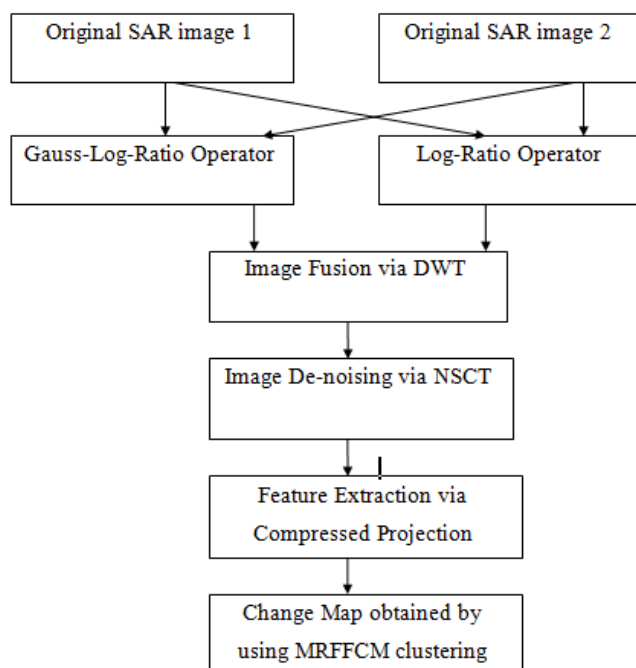 Original SAR image 1
Original SAR image 2
Gauss-Log-Ratio Operator
Log-Ratio Operator
Image Fusion via DWT
Image De-noising via NSCT
Feature Extraction via
Compressed Projection
Change Map obtained by
using MRFFCM clustering